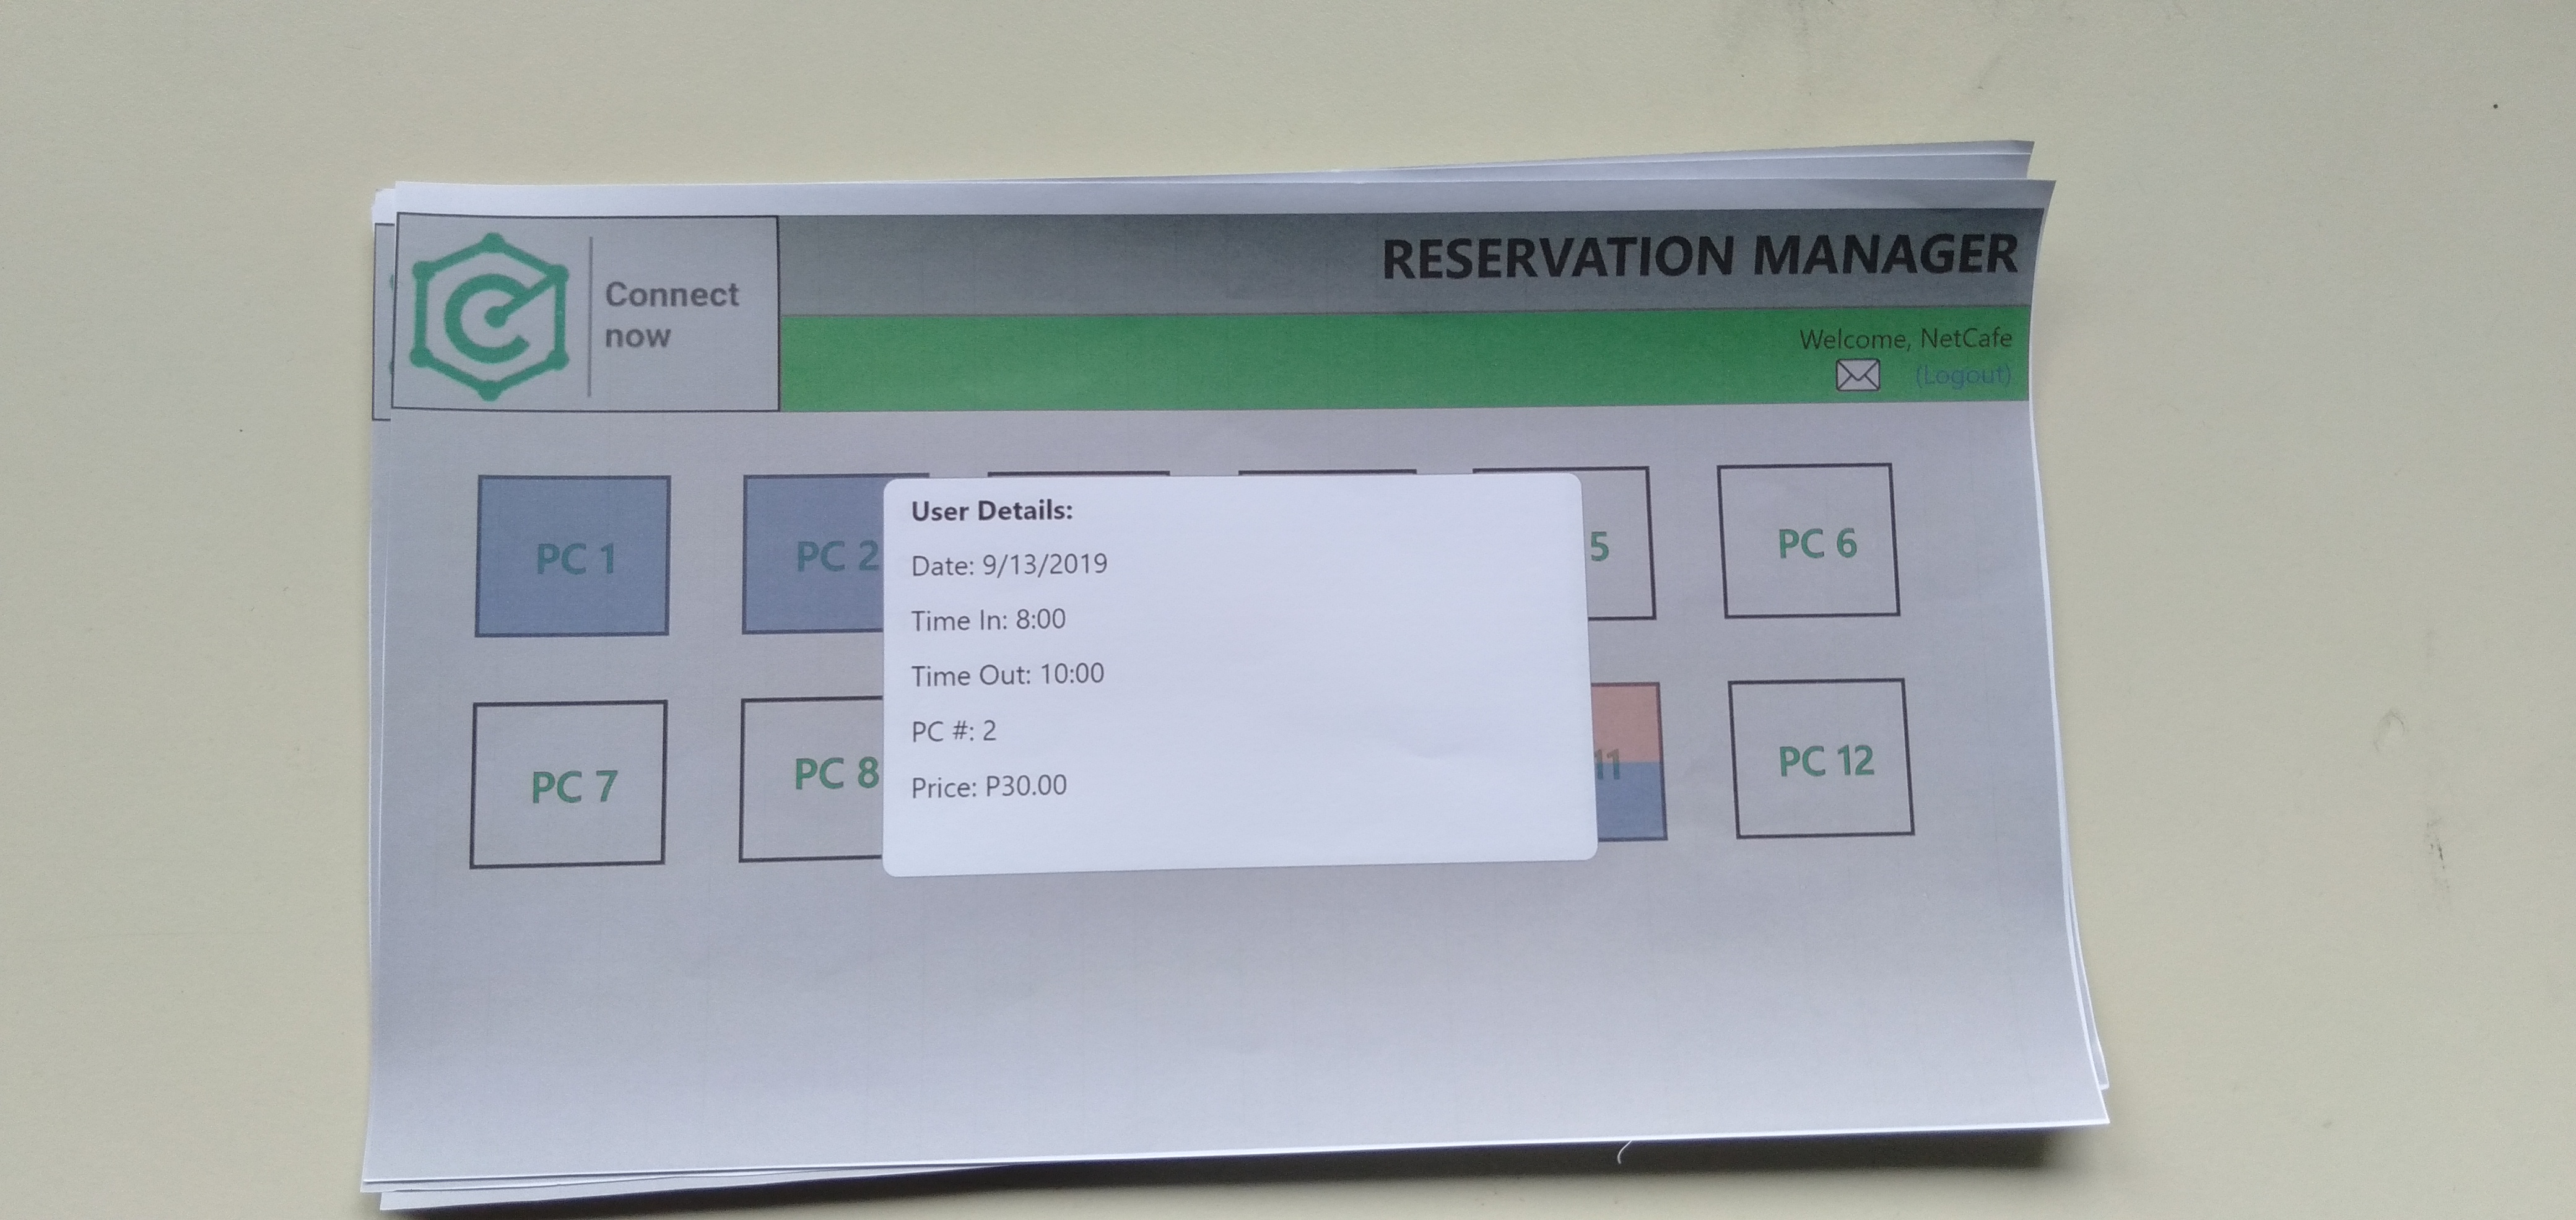 Connect
now
RESERVATION MANAGER
Welcome, NetCafe
(Logout)
PC 1
PC 2
5
PC 6
User Details:
Date: 9/13/2019
Time In: 8:00
Time Out: 10:00
PC #: 2
Price: P30.00
PC 7
PC 8
11
PC 12